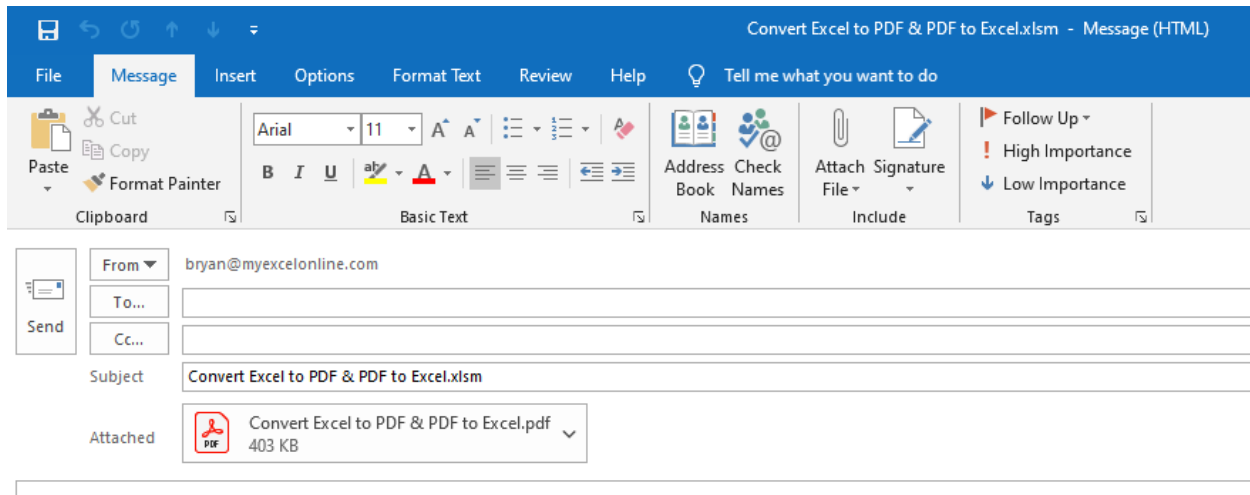 Convert Excel to PDF & PDF to Excel.xlsm - Message (HTML)
File Message Insert Options Format Text Review Help Tell me what you want to do
Paste
Cut
Copy
Format Painter
Clipboard
Arial 11
B I U
Basic Text
Address Book
Check Names
Names
Attach File
Signature
Include
Follow Up
High Importance
Low Importance
Tags
Send
From bryan@myexcelonline.com
To...
Cc...
Subject Convert Excel to PDF & PDF to Excel.xlsm
Attached
PDF
Convert Excel to PDF & PDF to Excel.pdf
403 KB